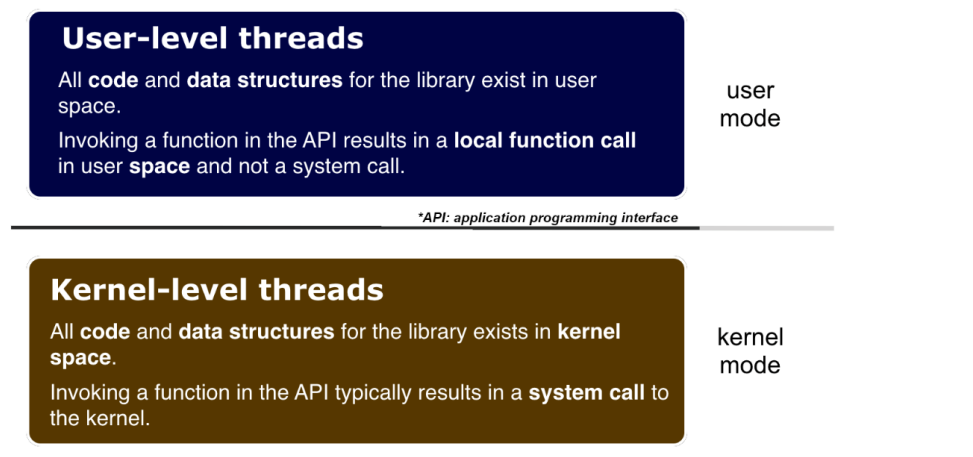 User-level threads
All code and data structures for the library exist in user
space.
Invoking a function in the API results in a local function call
in user space and not a system call.
user
mode
*API: application programming interface
Kernel-level threads
All code and data structures for the library exists in kernel
space.
Invoking a function in the API typically results in a system call to
the kernel.
kernel
mode